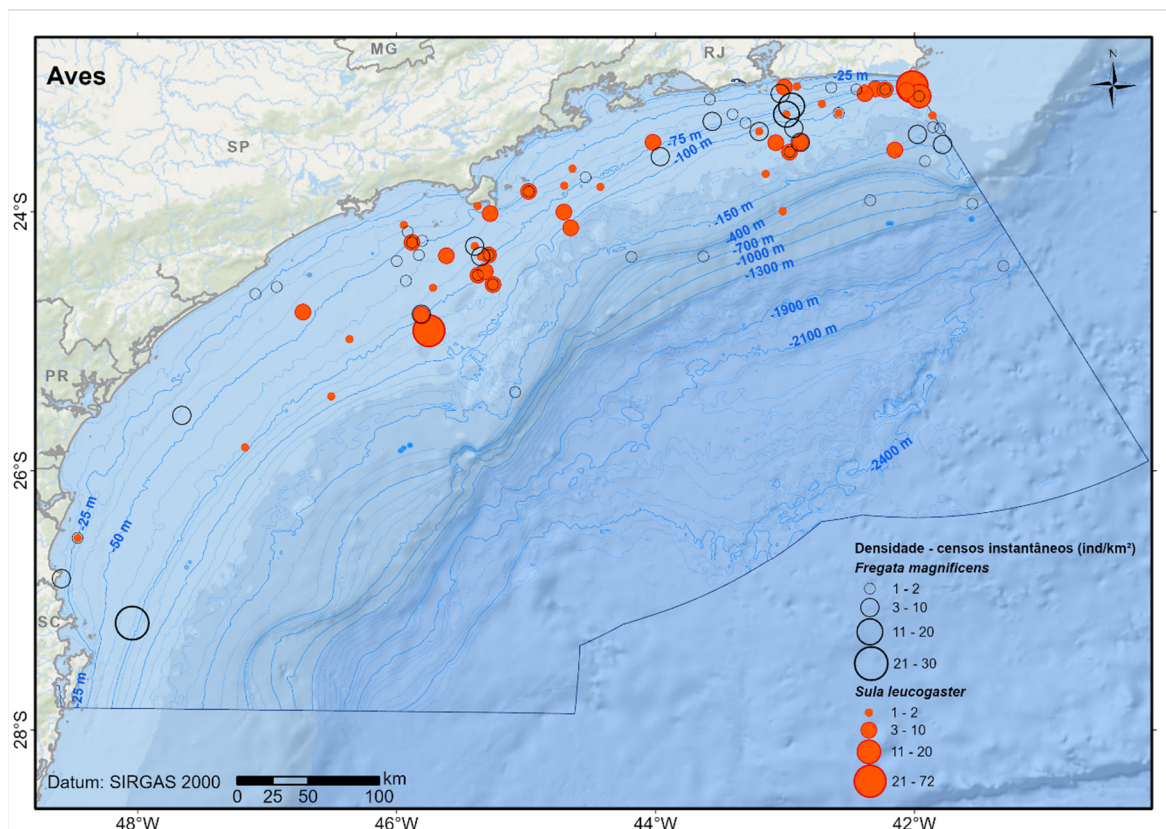 MG
RJ
N
Aves
-25 m
SP
-75 m
-100 m
24°S
-150 m
-400 m
-700 m
-1000 m
-1300 m
-1900 m
-2100 m
PR
-2400 m
26°S
-25 m
-50 m
Densidade - censos instantâneos (ind/km²)
Fregata magnificens
1 - 2
3 - 10
SC
11 - 20
21 - 30
-25 m
Sula leucogaster
1 - 2
28°S
3 - 10
11 - 20
Datum: SIRGAS 2000
km
21 - 72
0 25 50 100
48°W 46°W 44°W 42°W